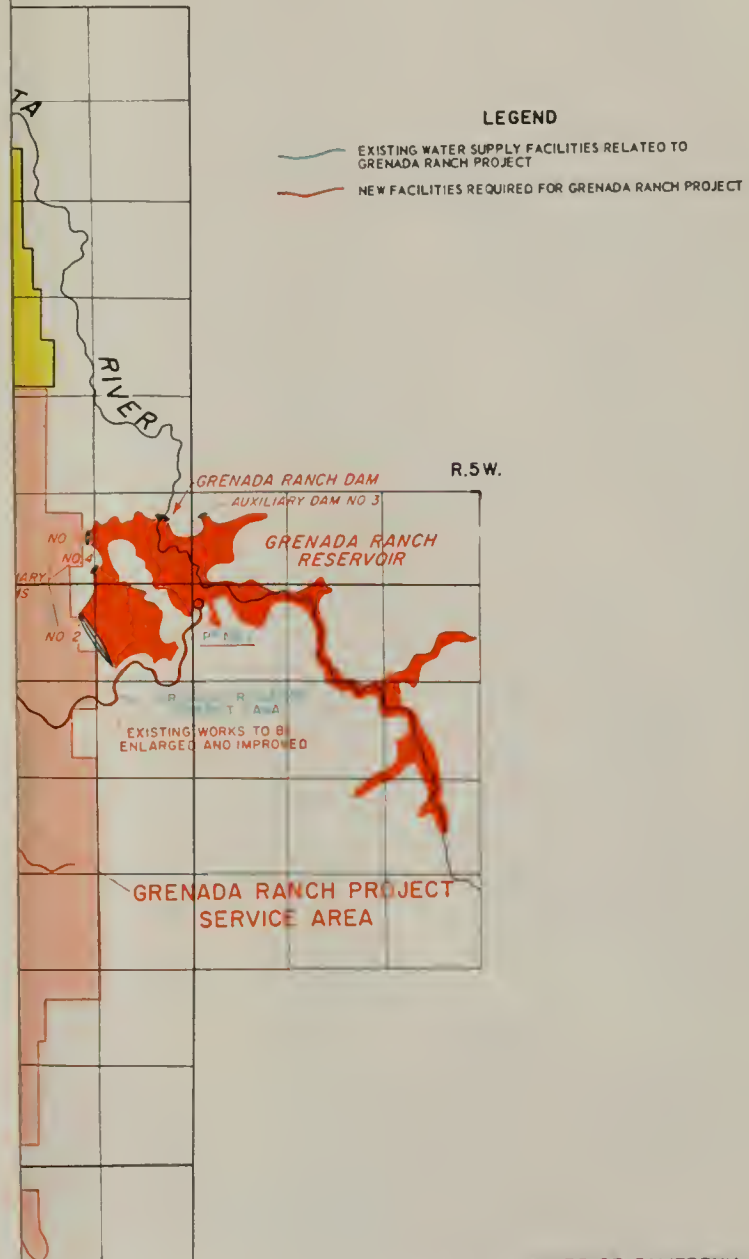 TA
RIVER
LEGEND
EXISTING WATER SUPPLY FACILITIES RELATED TO
GRENADA RANCH PROJECT
NEW FACILITIES REQUIRED FOR GRENADA RANCH PROJECT
R.5W.
GRENADA RANCH DAM
AUXILIARY DAM NO 3
GRENADA RANCH
RESERVOIR
NO
NO.4
NO 2
EXISTING WORKS TO BE
ENLARGED AND IMPROVED
GRENADA RANCH PROJECT
SERVICE AREA